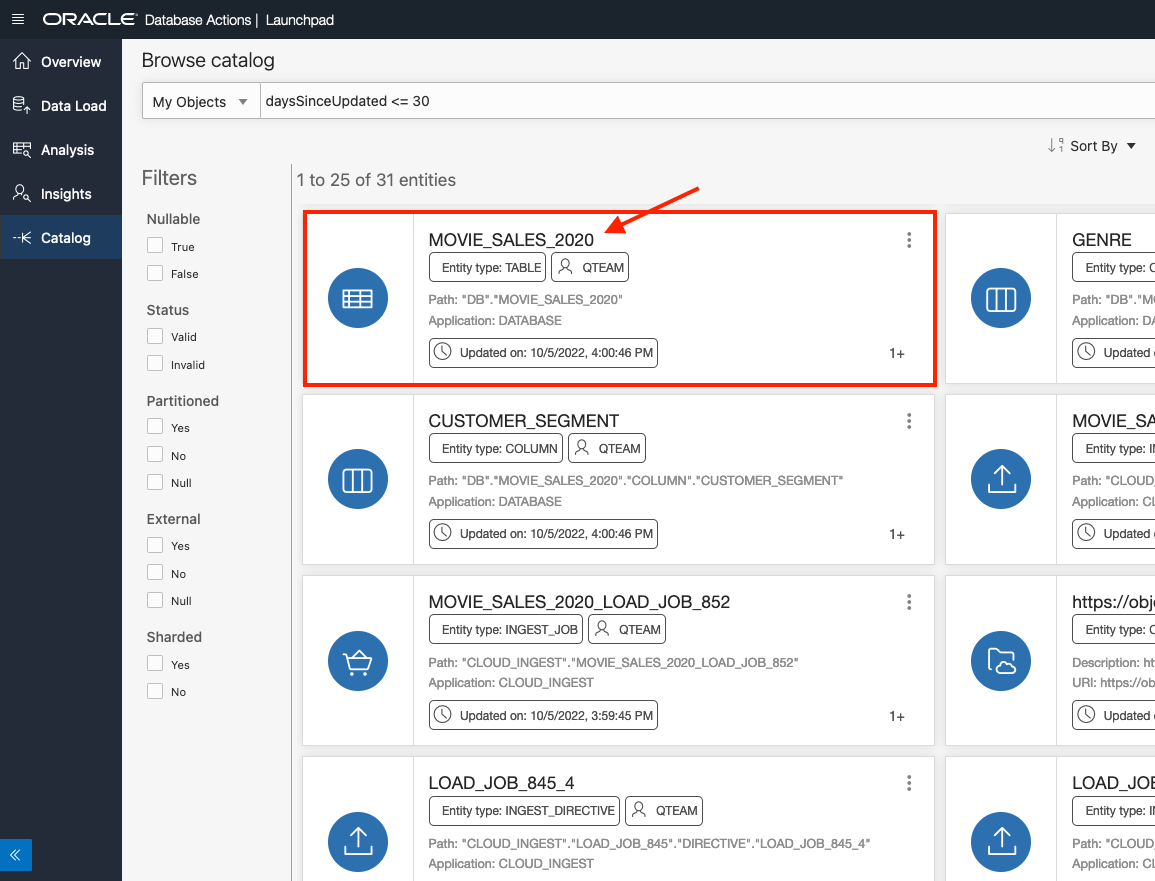 ORACLE Database Actions | Launchpad
Overview
Data Load
Analysis
Insights
Catalog
Browse catalog
My Objects
daysSinceUpdated <= 30
Sort By
Filters
Nullable
True
False
Status
Valid
Invalid
Partitioned
Yes
No
Null
External
Yes
No
Null
Sharded
Yes
No
1 to 25 of 31 entities
MOVIE_SALES_2020
Entity type: TABLE
QTEAM
Path: "DB"."MOVIE_SALES_2020"
Application: DATABASE
Updated on: 10/5/2022, 4:00:46 PM
1+
GENRE
Entity type: C
Path: "DB"."M
Application: DA
Updated
CUSTOMER_SEGMENT
Entity type: COLUMN
QTEAM
Path: "DB"."MOVIE_SALES_2020"."COLUMN"."CUSTOMER_SEGMENT"
Application: DATABASE
Updated on: 10/5/2022, 4:00:46 PM
1+
MOVIE_SA
Entity type: IN
Path: "CLOUD_
Application: CL
Updated
MOVIE_SALES_2020_LOAD_JOB_852
Entity type: INGEST_JOB
QTEAM
Path: "CLOUD_INGEST"."MOVIE_SALES_2020_LOAD_JOB_852"
Application: CLOUD_INGEST
Updated on: 10/5/2022, 3:59:45 PM
1+
https://obj
Entity type: C
Description: ht
URI: https://ob
Updated
LOAD_JOB_845_4
Entity type: INGEST_DIRECTIVE
QTEAM
Path: "CLOUD_INGEST"."LOAD_JOB_845"."DIRECTIVE"."LOAD_JOB_845_4"
Application: CLOUD_INGEST
LOAD_JO
Entity type: IN
Path: "CLOUD_
Application: CL